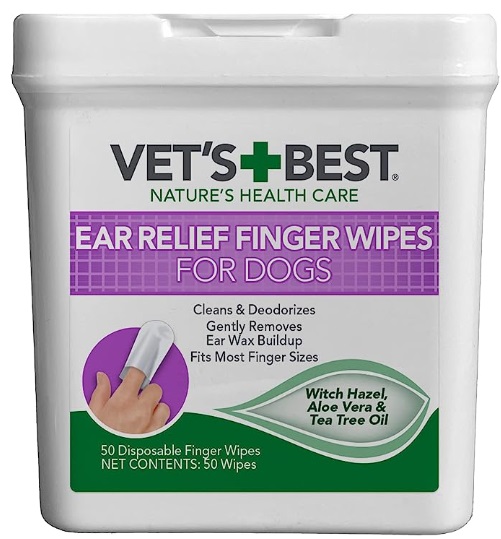 VET'S+BEST®
NATURE'S HEALTH CARE
EAR RELIEF FINGER WIPES
FOR DOGS
Cleans & Deodorizes
Gently Removes
Ear Wax Buildup
Fits Most Finger Sizes
Witch Hazel,
Aloe Vera &
Tea Tree Oil
50 Disposable Finger Wipes
NET CONTENTS: 50 Wipes